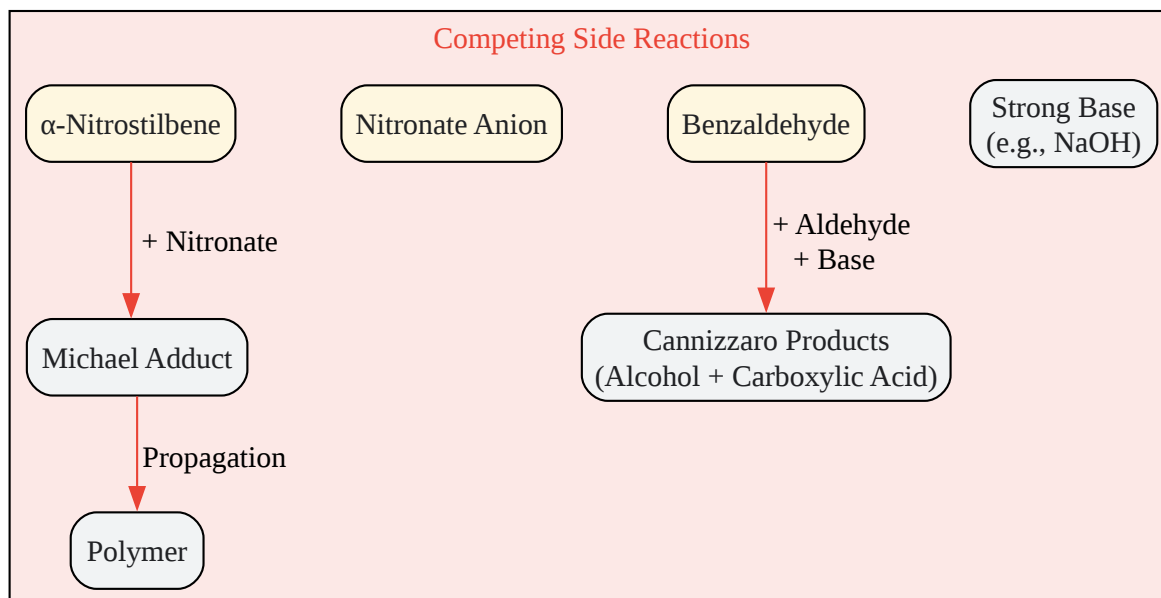 Competing Side Reactions
α-Nitrostilbene
Nitronate Anion
Benzaldehyde
Strong Base
(e.g., NaOH)
+ Nitronate
+ Aldehyde
+ Base
Michael Adduct
Cannizzaro Products
(Alcohol + Carboxylic Acid)
Propagation
Polymer